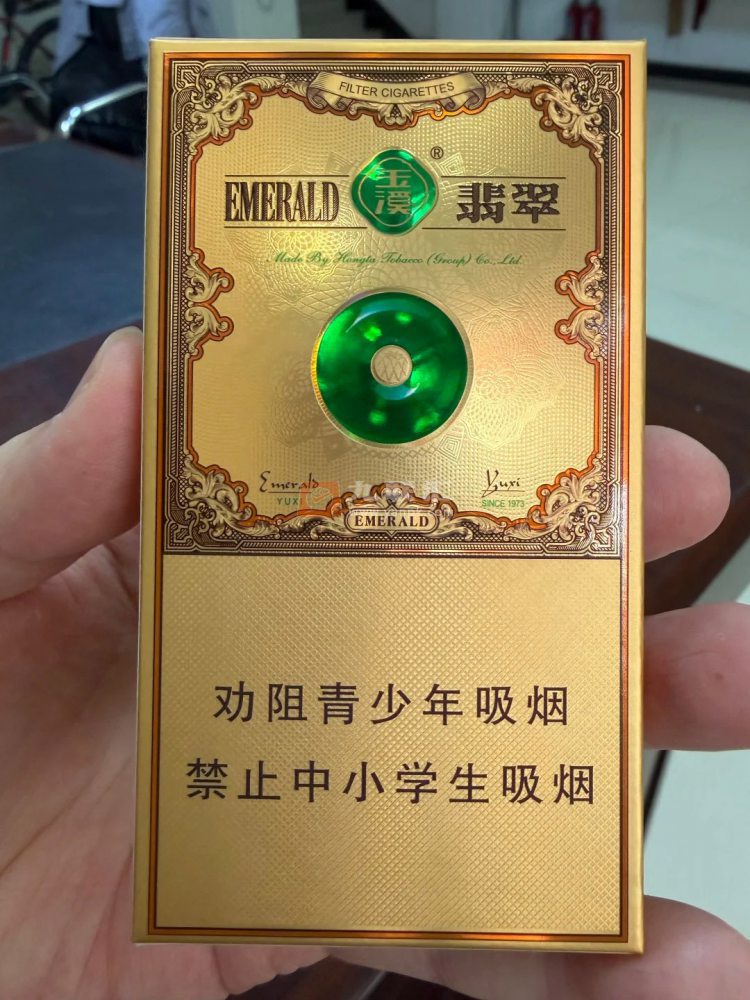 FILTER CIGARETTES
EMERALD 玉溪 ® 翡翠
Made By Hongta Tobacco (Group) Co., Ltd.
Emerald Yuxi
YUXI SINCE 1973
EMERALD
劝阻青少年吸烟
禁止中小学生吸烟